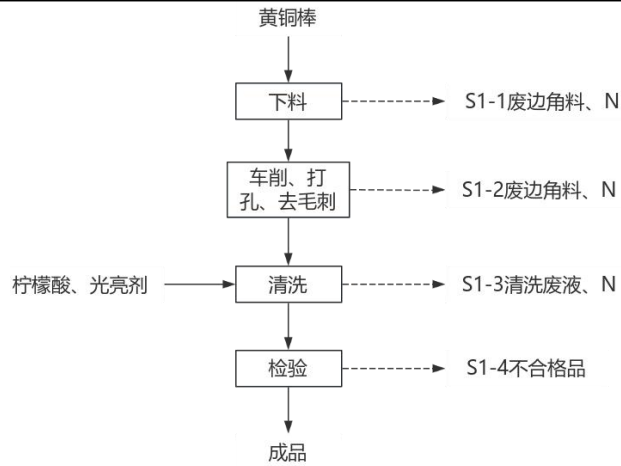 黄铜棒
下料
S1-1废边角料、N
车削、打
孔、去毛刺
S1-2废边角料、N
柠檬酸、光亮剂
清洗
S1-3清洗废液、N
检验
S1-4不合格品
成品